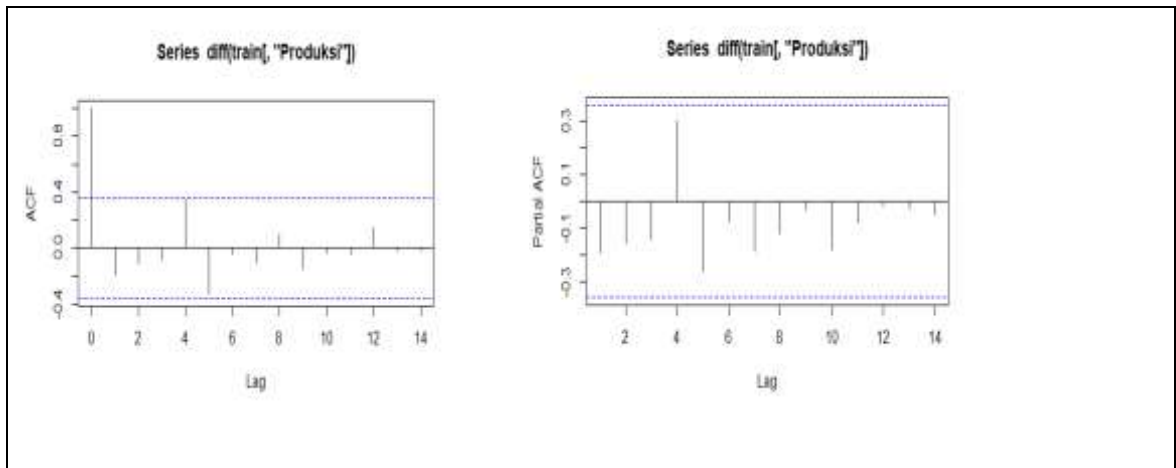 Series diff(train[, "Produksi"])
ACF
0.8
0.4
0.0
-0.4
0 2 4 6 8 10 12 14
Lag
Series diff(train[, "Produksi"])
Partial ACF
0.3
0.1
-0.1
-0.3
2 4 6 8 10 12 14
Lag